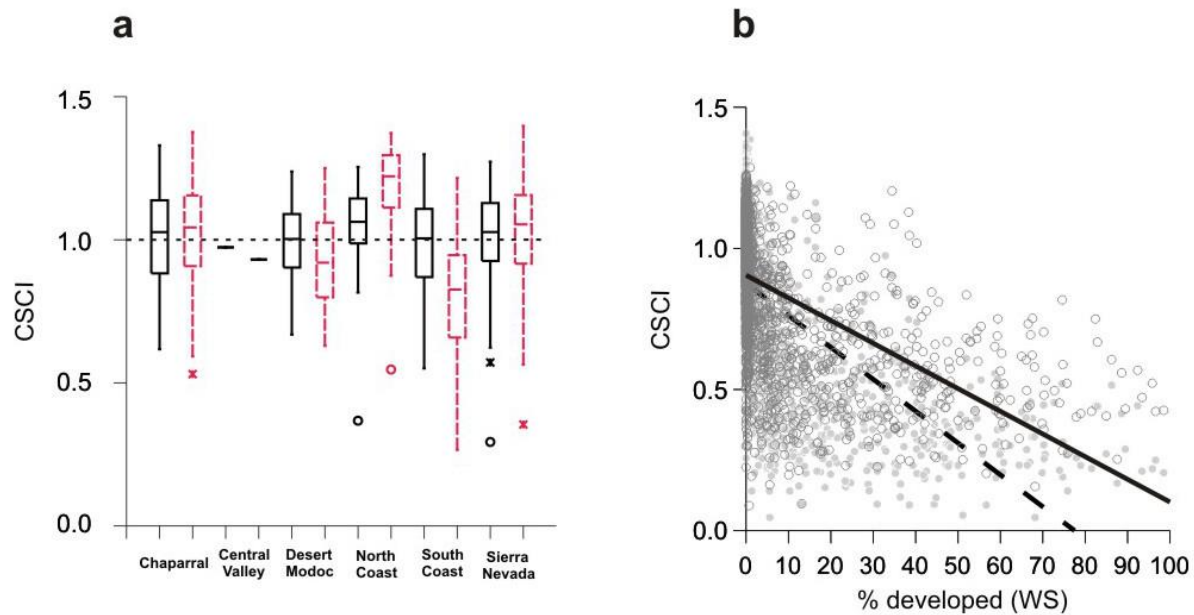 a
1.5
1.0
0.5
0.0
CSCI
Chaparral
Central
Valley
Desert
Modoc
North
Coast
South
Coast
Sierra
Nevada
b
1.5
1.0
0.5
0.0
CSCI
0 10 20 30 40 50 60 70 80 90 100
% developed (WS)